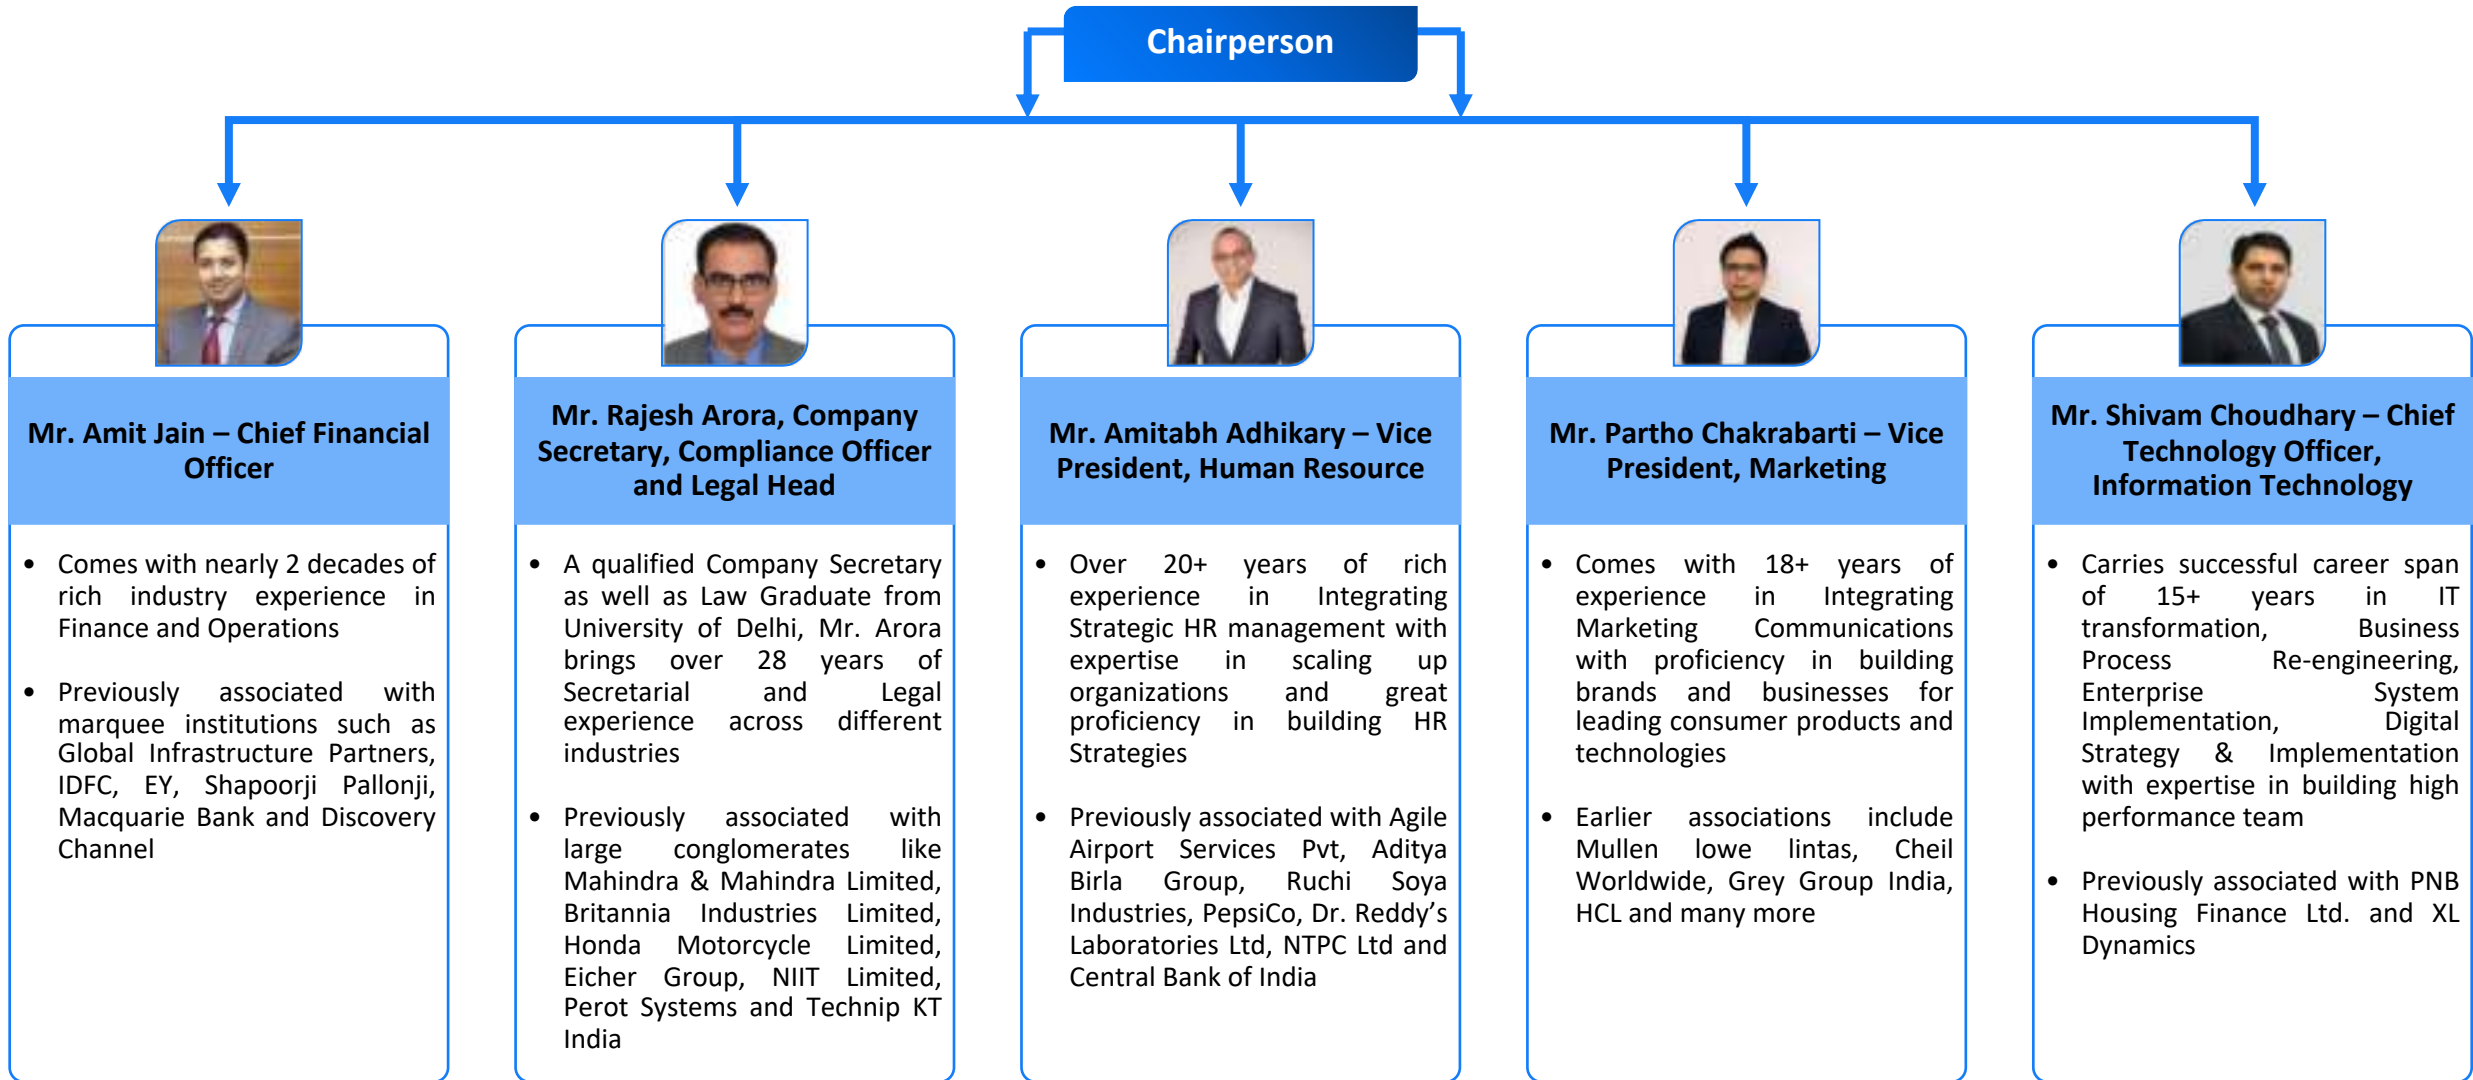 Chairperson
Mr. Amit Jain – Chief Financial
Officer
• Comes with nearly 2 decades of
rich industry experience in
Finance and Operations
• Previously associated with
marquee institutions such as
Global Infrastructure Partners,
IDFC, EY, Shapoorji Pallonji,
Macquarie Bank and Discovery
Channel
Mr. Rajesh Arora, Company
Secretary, Compliance Officer
and Legal Head
• A qualified Company Secretary
as well as Law Graduate from
University of Delhi, Mr. Arora
brings over 28 years of
Secretarial and Legal
experience across different
industries
• Previously associated with
large conglomerates like
Mahindra & Mahindra Limited,
Britannia Industries Limited,
Honda Motorcycle Limited,
Eicher Group, NIIT Limited,
Perot Systems and Technip KT
India
Mr. Amitabh Adhikary – Vice
President, Human Resource
• Over 20+ years of rich
experience in Integrating
Strategic HR management with
expertise in scaling up
organizations and great
proficiency in building HR
Strategies
• Previously associated with Agile
Airport Services Pvt, Aditya
Birla Group, Ruchi Soya
Industries, PepsiCo, Dr. Reddy’s
Laboratories Ltd, NTPC Ltd and
Central Bank of India
Mr. Partho Chakrabarti – Vice
President, Marketing
• Comes with 18+ years of
experience in Integrating
Marketing Communications
with proficiency in building
brands and businesses for
leading consumer products and
technologies
• Earlier associations include
Mullen lowe lintas, Cheil
Worldwide, Grey Group India,
HCL and many more
Mr. Shivam Choudhary – Chief
Technology Officer,
Information Technology
• Carries successful career span
of 15+ years in IT
transformation, Business
Process Re-engineering,
Enterprise System
Implementation, Digital
Strategy & Implementation
with expertise in building high
performance team
• Previously associated with PNB
Housing Finance Ltd. and XL
Dynamics